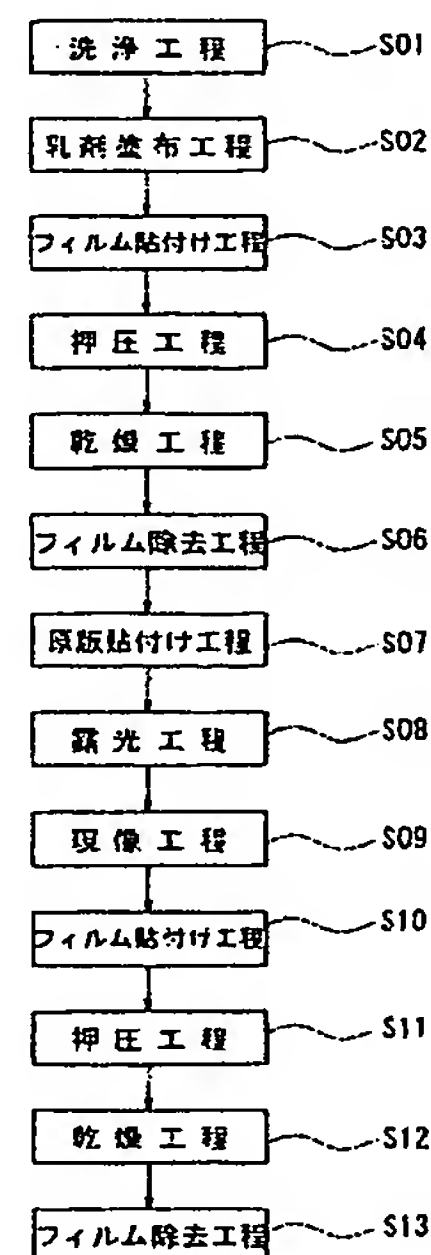 洗浄工程 S01
乳剤塗布工程 S02
フィルム貼付け工程 S03
押圧工程 S04
乾燥工程 S05
フィルム除去工程 S06
原版貼付け工程 S07
露光工程 S08
現像工程 S09
フィルム貼付け工程 S10
押圧工程 S11
乾燥工程 S12
フィルム除去工程 S13